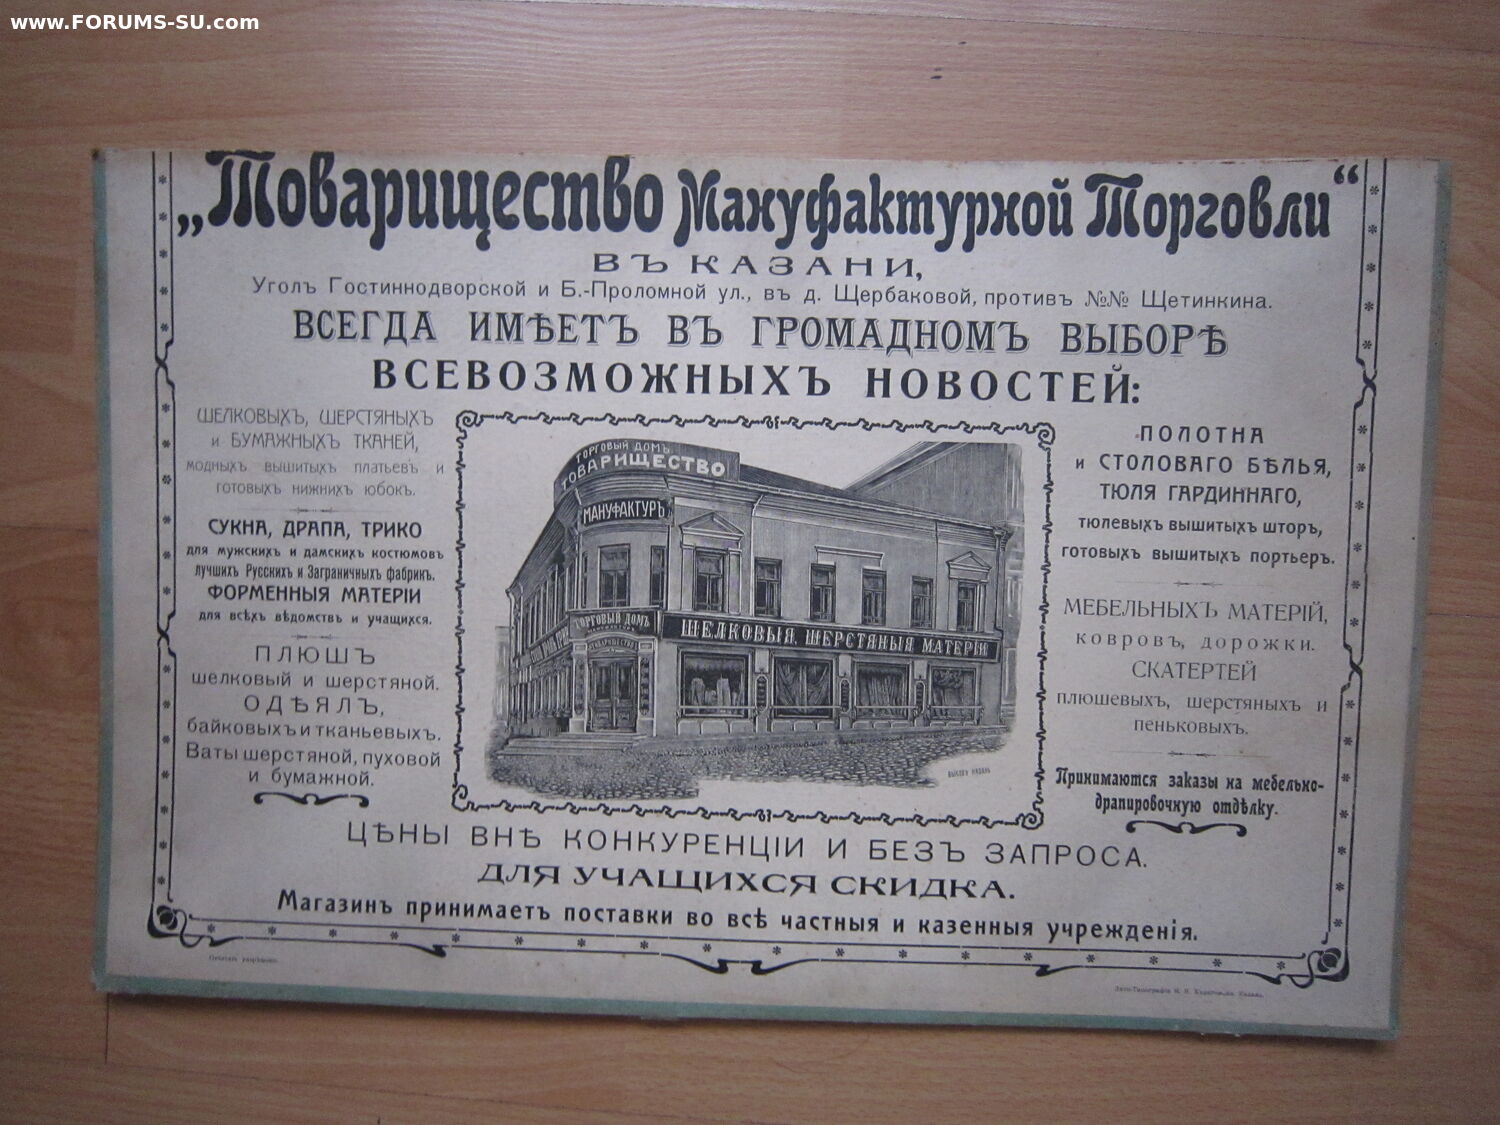 www.FORUMS-SU.com
„Товарищество Мануфактурной Торговли“
ВЪ КАЗАНИ,
Уголъ Гостиннодворской и Б.-Проломной ул., въ д. Щербаковой, противъ №№ Щетинкина.
ВСЕГДА ИМѢЕТЪ ВЪ ГРОМАДНОМЪ ВЫБОРѢ
ВСЕВОЗМОЖНЫХЪ НОВОСТЕЙ:
ШЕЛКОВЫХЪ, ШЕРСТЯНЫХЪ
и БУМАЖНЫХЪ ТКАНЕЙ,
модныхъ вышитыхъ платьевъ и
готовыхъ нижнихъ юбокъ.
СУКНА, ДРАПА, ТРИКО
для мужскихъ и дамскихъ костюмовъ
лучшихъ Русскихъ и Заграничныхъ фабрикъ.
ФОРМЕННЫЯ МАТЕРІИ
для всѣхъ вѣдомствъ и учащихся.
ПЛЮШЪ
шелковый и шерстяной.
ОДѢЯЛЪ,
байковыхъ и тканьевыхъ.
Ваты шерстяной, пуховой
и бумажной.
ТОРГОВЫЙ ДОМЪ
ТОВАРИЩЕСТВО
МАНУФАКТУРЪ
ТОРГОВЫЙ ДОМЪ
ШЕЛКОВЫЯ, ШЕРСТЯНЫЯ МАТЕРІИ
ПОЛОТНА
и СТОЛОВАГО БѢЛЬЯ,
ТЮЛЯ ГАРДИННАГО,
тюлевыхъ вышитыхъ шторъ,
готовыхъ вышитыхъ портьеръ.
МЕБЕЛЬНЫХЪ МАТЕРІЙ,
ковровъ, дорожки.
СКАТЕРТЕЙ
плюшевыхъ, шерстяныхъ и
пеньковыхъ.
Принимаются заказы на мебельно-
драпировочную отдѣлку.
ЦѢНЫ ВНѢ КОНКУРЕНЦІИ И БЕЗЪ ЗАПРОСА.
ДЛЯ УЧАЩИХСЯ СКИДКА.
Магазинъ принимаетъ поставки во всѣ частныя и казенныя учрежденія.
Печатать разрѣшено.